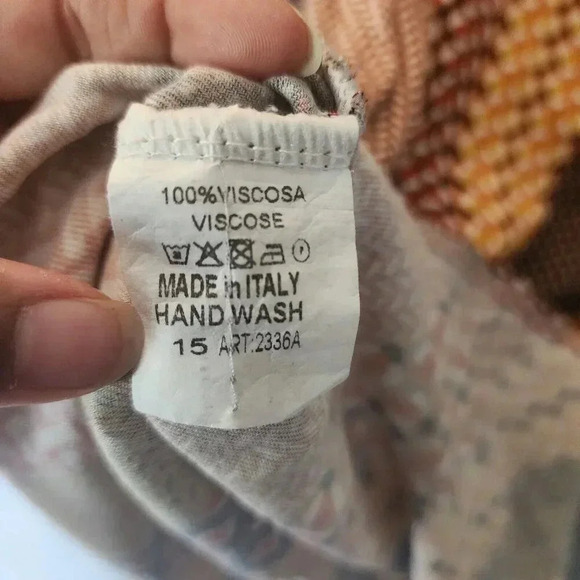 100% VISCOSA
VISCOSE
MADE in ITALY
HAND WASH
15 ART:2336A